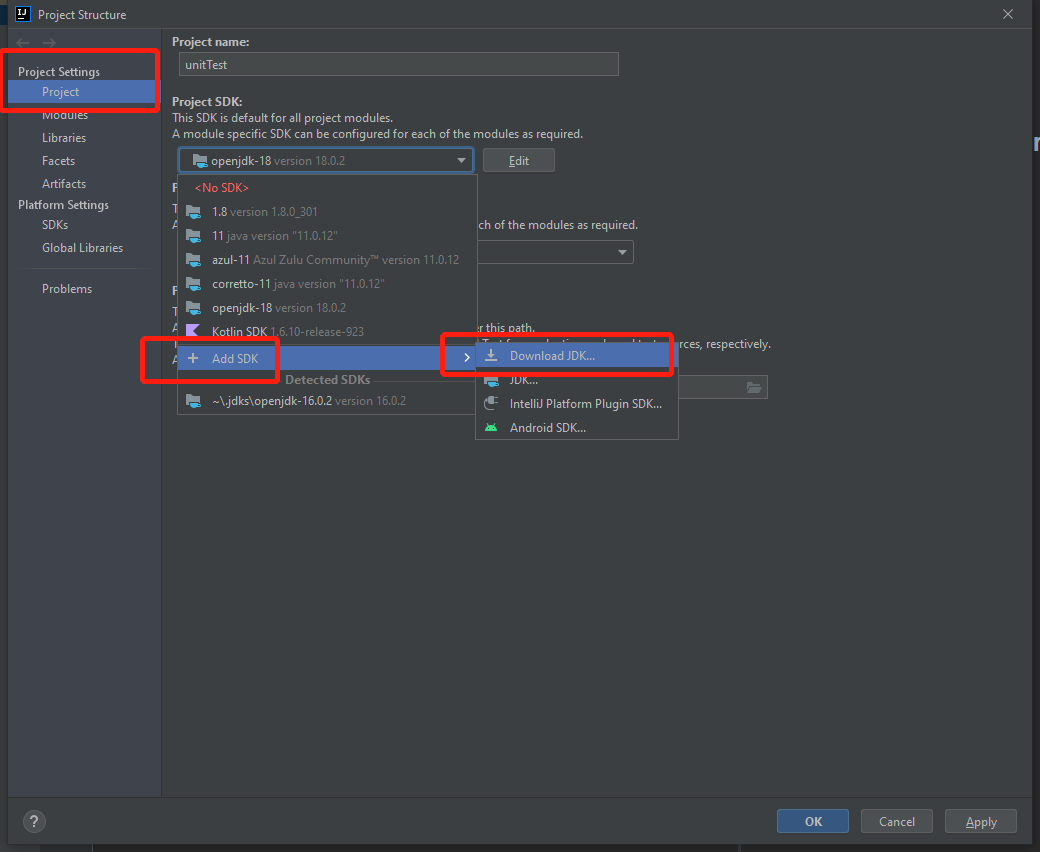 Project Structure
Project name:
Project Settings
unitTest
Project
Modules
Project SDK:
This SDK is default for all project modules.
Libraries
A module specific SDK can be configured for each of the modules as required.
Facets
openjdk-18 version 18.0.2
Edit
Artifacts
<No SDK>
Platform Settings
1.8 version 1.8.0_301
SDKs
ch of the modules as required.
11 java version "11.0.12"
Global Libraries
azul-11 Azul Zulu Community™ version 11.0.12
corretto-11 java version "11.0.12"
Problems
openjdk-18 version 18.0.2
Kotlin SDK 1.6.10-release-923
r this path.
rces, respectively.
Add SDK
Download JDK...
Detected SDKs
JDK...
~\.jdks\openjdk-16.0.2 version 16.0.2
IntelliJ Platform Plugin SDK...
Android SDK...
?
OK
Cancel
Apply